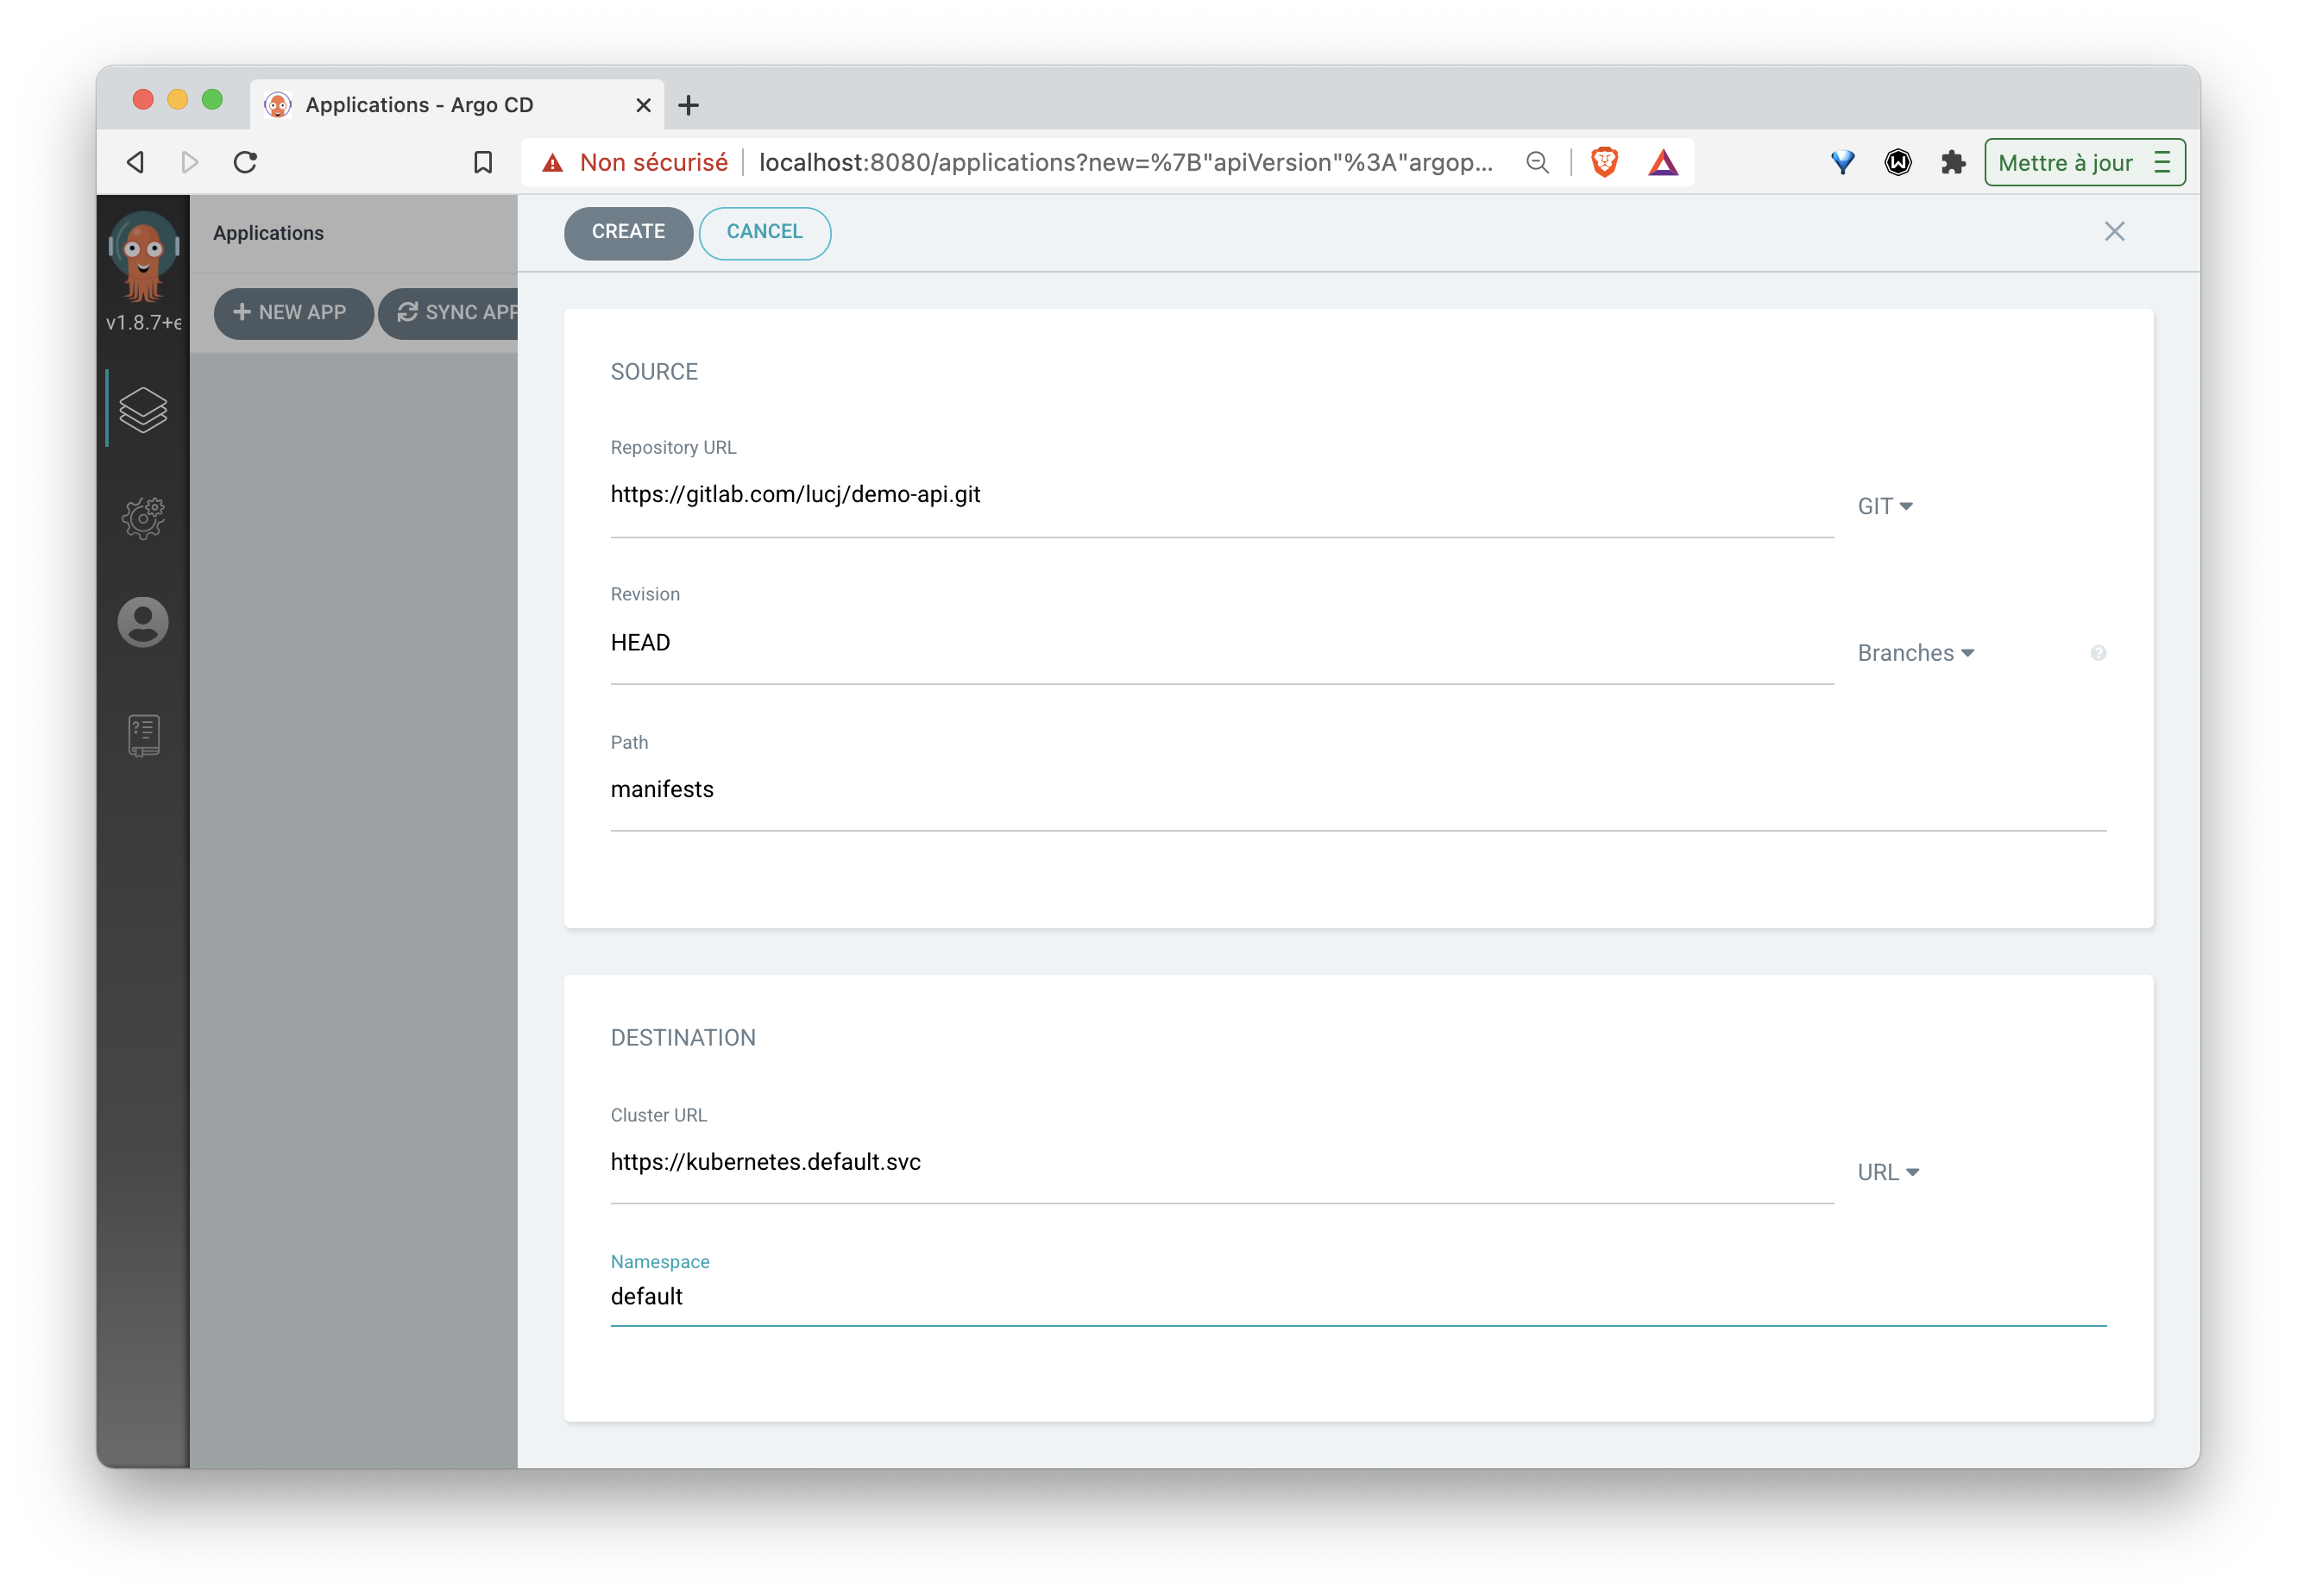 Applications - Argo CD
Non sécurisé
localhost:8080/applications?new=%7B"apiVersion"%3A"argop...
Mettre à jour
v1.8.7+e
Applications
NEW APP
SYNC APP
CREATE
CANCEL
SOURCE
Repository URL
https://gitlab.com/lucj/demo-api.git
GIT
Revision
HEAD
Branches
Path
manifests
DESTINATION
Cluster URL
https://kubernetes.default.svc
URL
Namespace
default